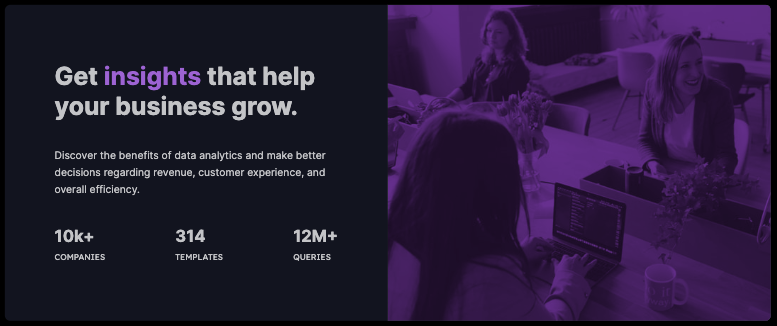 Get insights that help
your business grow.
Discover the benefits of data analytics and make better
decisions regarding revenue, customer experience, and
overall efficiency.
10k+
COMPANIES
314
TEMPLATES
12M+
QUERIES